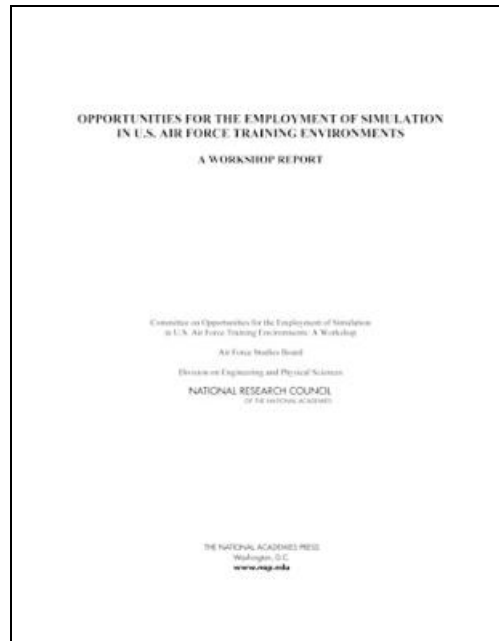 OPPORTUNITIES FOR THE EMPLOYMENT OF SIMULATION
IN U.S. AIR FORCE TRAINING ENVIRONMENTS
A WORKSHOP REPORT
Committee on Opportunities for the Employment of Simulation
in U.S. Air Force Training Environments: A Workshop
Air Force Studies Board
Division on Engineering and Physical Sciences
NATIONAL RESEARCH COUNCIL
OF THE NATIONAL ACADEMIES
THE NATIONAL ACADEMIES PRESS
Washington, D.C.
www.nap.edu